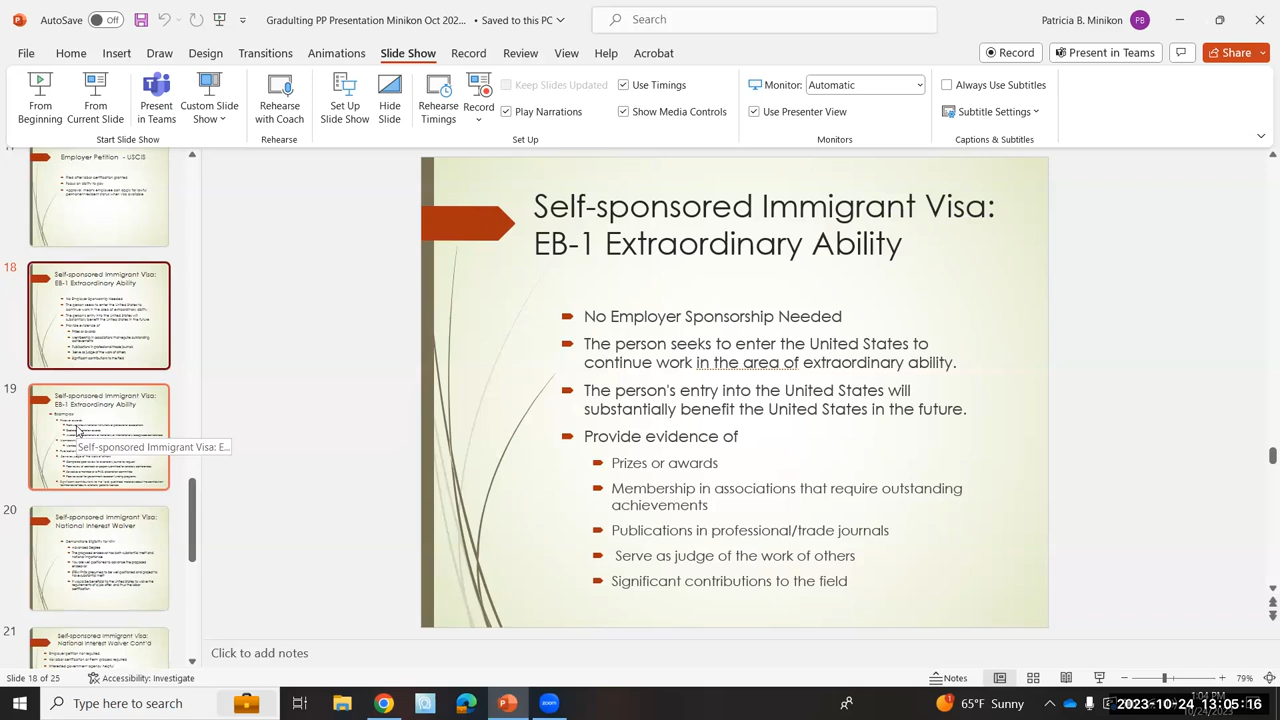 AutoSave Off Gradulting PP Presentation Minikon Oct 202... • Saved to this PC Search Patricia B. Minikon PB
File Home Insert Draw Design Transitions Animations Slide Show Record Review View Help Acrobat Record Present in Teams Share
From Beginning
From Current Slide
Present in Teams
Custom Slide Show
Rehearse with Coach
Set Up Slide Show
Hide Slide
Rehearse Timings
Record
Keep Slides Updated
Use Timings
Play Narrations
Show Media Controls
Monitor: Automatic
Use Presenter View
Always Use Subtitles
Subtitle Settings
Start Slide Show Rehearse Set Up Monitors Captions & Subtitles
Employer Petition - USCIS
18
Self-sponsored Immigrant Visa:
EB-1 Extraordinary Ability
19
Self-sponsored Immigrant Visa:
EB-1 Extraordinary Ability
Self-sponsored Immigrant Visa: E...
20
Self-sponsored Immigrant Visa:
National Interest Waiver
21
Self-sponsored Immigrant Visa:
National Interest Waiver Cont'd
Self-sponsored Immigrant Visa:
EB-1 Extraordinary Ability
No Employer Sponsorship Needed
The person seeks to enter the United States to
continue work in the area of extraordinary ability.
The person's entry into the United States will
substantially benefit the United States in the future.
Provide evidence of
Prizes or awards
Membership in associations that require outstanding
achievements
Publications in professional/trade journals
Serve as judge of the work of others
Significant contributions to the field
Click to add notes
Slide 18 of 25 Accessibility: Investigate Notes 79%
Type here to search zoom 65°F Sunny 1:04 PM
2023-10-24 13:05:16